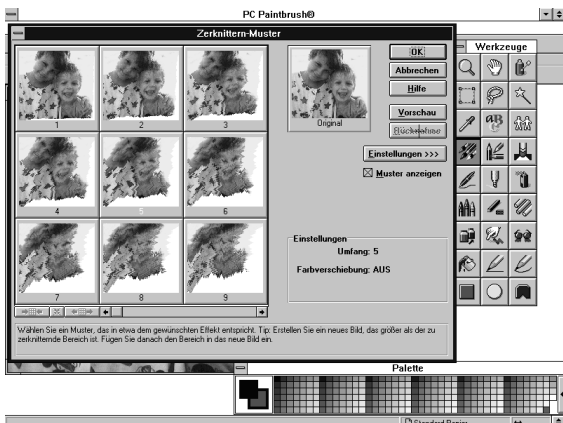 PC Paintbrush®
Zerknittern-Muster
Werkzeuge
1
2
3
Original
OK
Abbrechen
Hilfe
Vorschau
Rücknahme
Einstellungen >>>
Muster anzeigen
4
5
6
Einstellungen
Umfang: 5
Farbverschiebung: AUS
7
8
9
Wählen Sie ein Muster, das in etwa dem gewünschten Effekt entspricht. Tip: Erstellen Sie ein neues Bild, das größer als der zu
zerknitternde Bereich ist. Fügen Sie danach den Bereich in das neue Bild ein.
Palette
Standard Papier